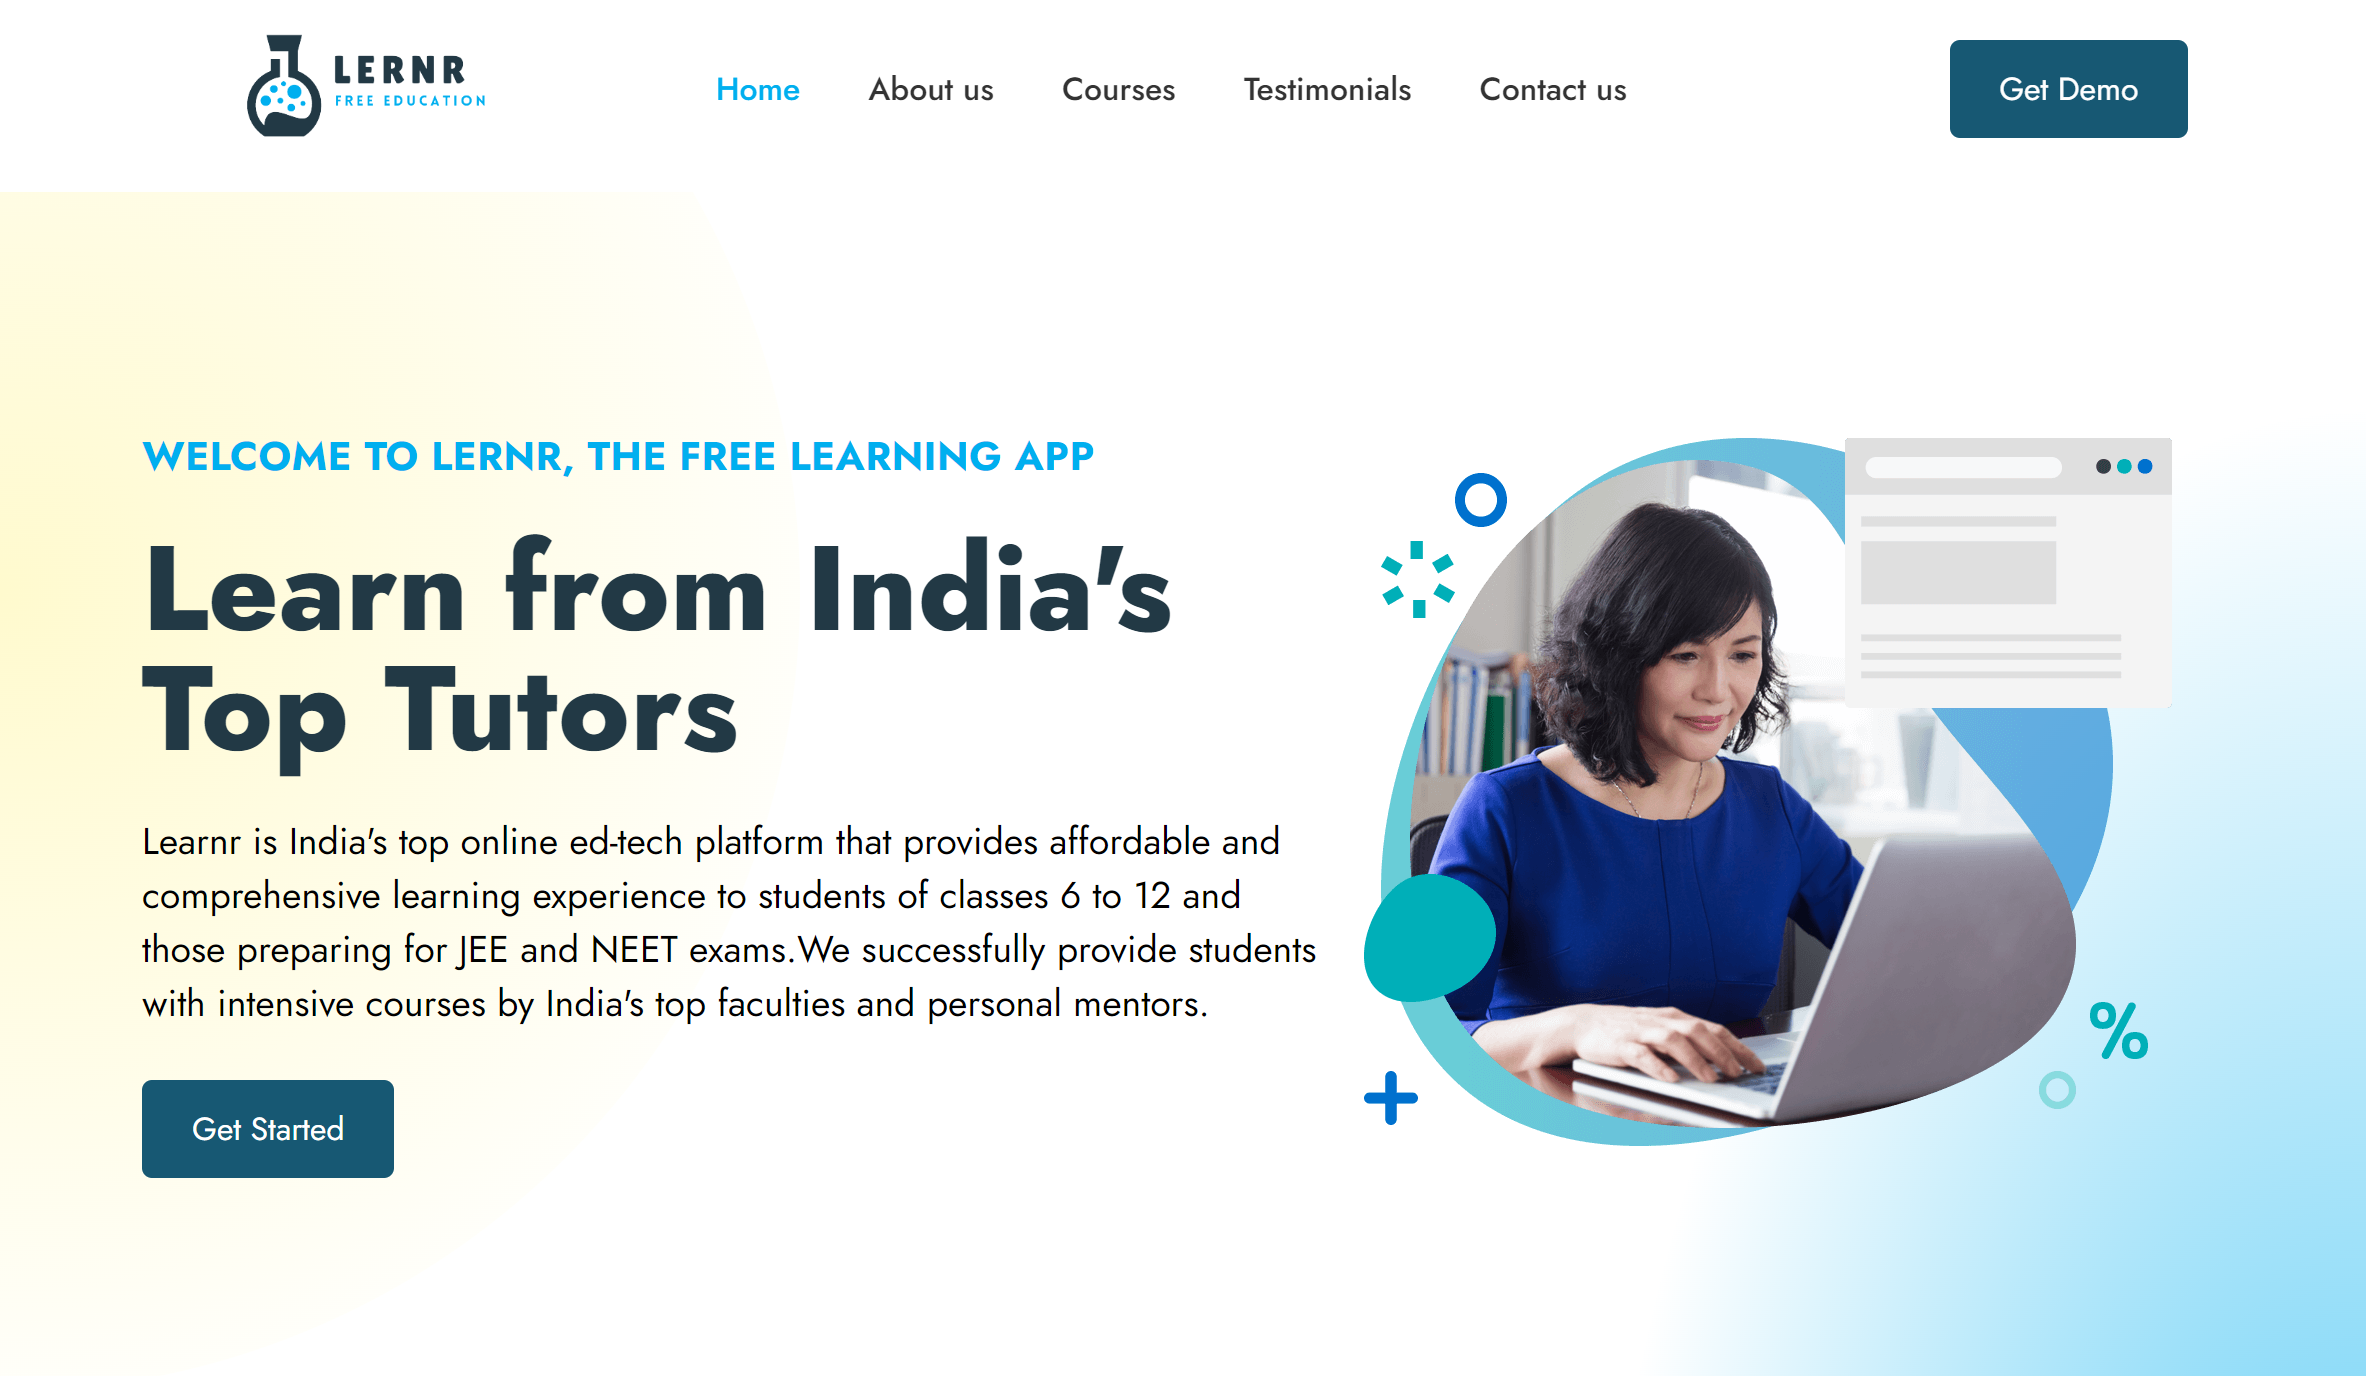 LERNR
FREE EDUCATION
Home
About us
Courses
Testimonials
Contact us
Get Demo
WELCOME TO LERNR, THE FREE LEARNING APP
Learn from India's
Top Tutors
Learnr is India's top online ed-tech platform that provides affordable and
comprehensive learning experience to students of classes 6 to 12 and
those preparing for JEE and NEET exams.We successfully provide students
with intensive courses by India's top faculties and personal mentors.
Get Started
%